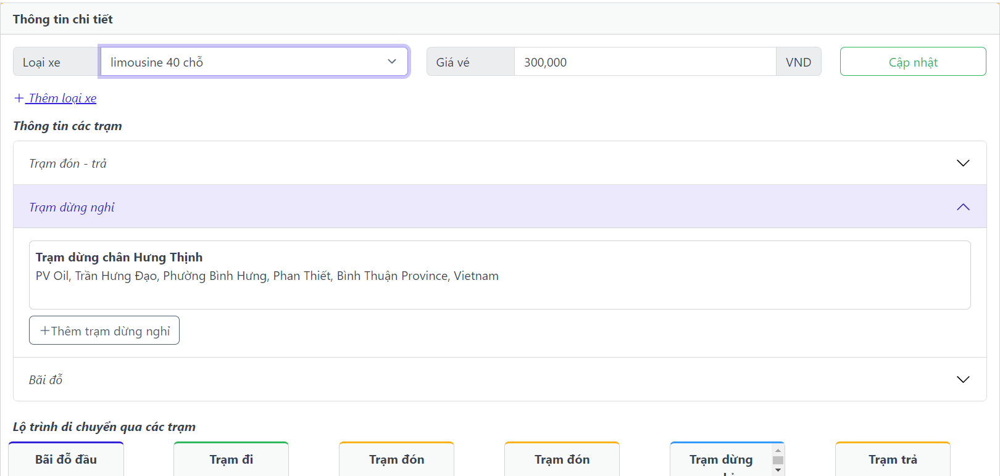 Thông tin chi tiết
Loại xe limousine 40 chỗ Giá vé 300,000 VND Cập nhật
+ Thêm loại xe
Thông tin các trạm
Trạm đón - trả
Trạm dừng nghỉ
Trạm dừng chân Hưng Thịnh
PV Oil, Trần Hưng Đạo, Phường Bình Hưng, Phan Thiết, Bình Thuận Province, Vietnam
+Thêm trạm dừng nghỉ
Bãi đỗ
Lộ trình di chuyển qua các trạm
Bãi đỗ đầu Trạm đi Trạm đón Trạm đón Trạm dừng Trạm trả